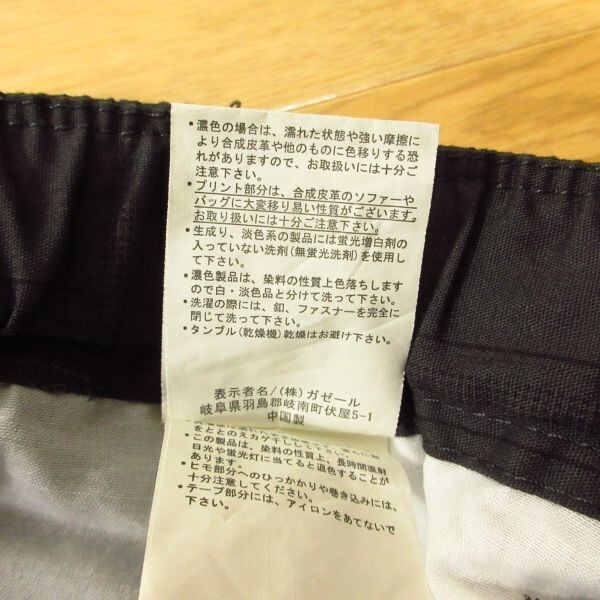 ・濃色の場合は、濡れた状態や強い摩擦に
より合成皮革や他のものに色移りする恐
れがありますので、お取扱いには十分ご
注意下さい。
・プリント部分は、合成皮革のソファーや
バッグに大変移り易い性質がございます。
お取り扱いには十分ご注意下さい。
・生成り、淡色系の製品には蛍光増白剤の
入っていない洗剤(無蛍光洗剤)を使用し
て下さい。
・濃色製品は、染料の性質上色落ちします
ので白・淡色品と分けて洗って下さい。
・洗濯の際には、釦、ファスナーを完全に
閉じて洗って下さい。
・タンブル(乾燥機)乾燥はお避け下さい。
表示者名/(株)ガゼール
岐阜県羽島郡岐南町伏屋5-1
中国製
をととのえカゲ干しして下さい。
・この製品は、染料の性質上、長時間直射
日光や蛍光灯に当てると退色することが
あります。
・ヒモ部分へのひっかかりや巻き込みには、
十分注意してください。
・テープ部分には、アイロンをあてないで
下さい。